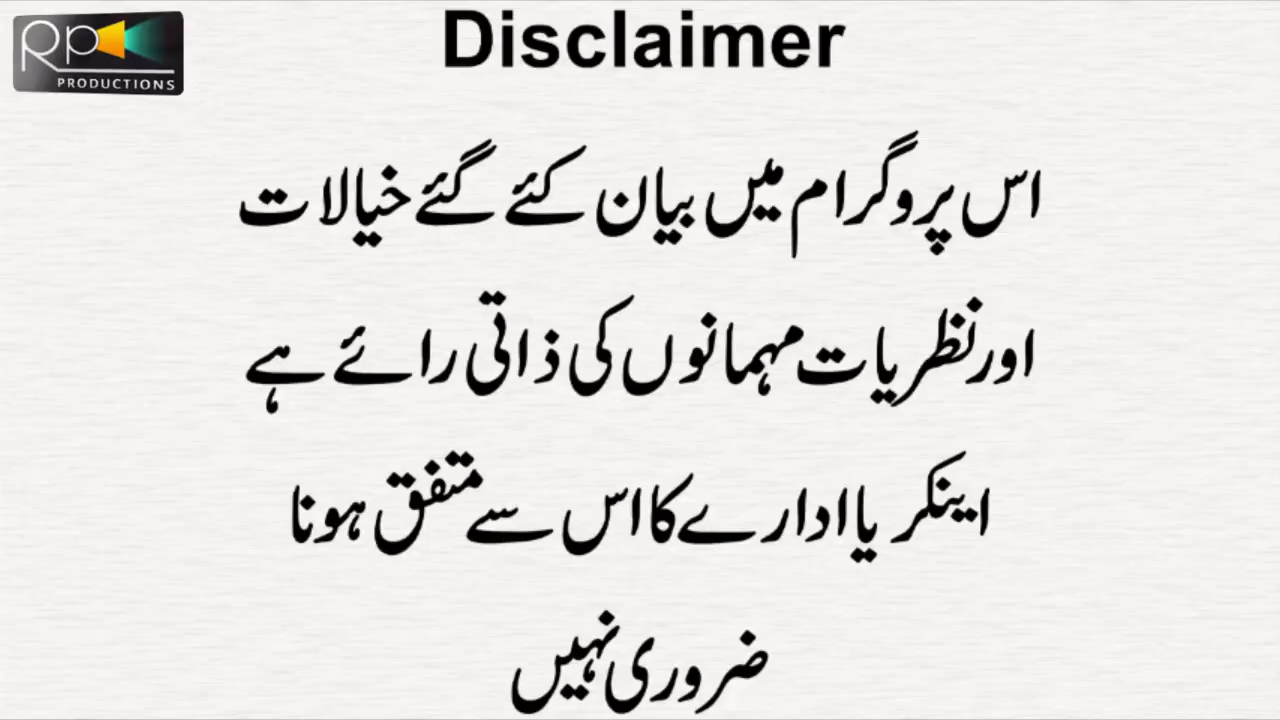 Rp
PRODUCTIONS
Disclaimer
اس پروگرام میں بیان کئے گئے خیالات
اور نظریات مہمانوں کی ذاتی رائے ہے
اینکر یا ادارے کا اس سے متفق ہونا
ضروری نہیں